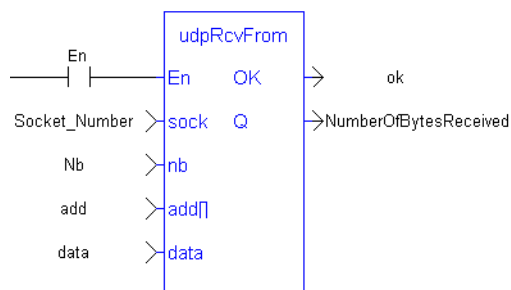 udpRcvFrom
En
En OK ok
Socket_Number sock Q NumberOfBytesReceived
Nb nb
add add[]
data data